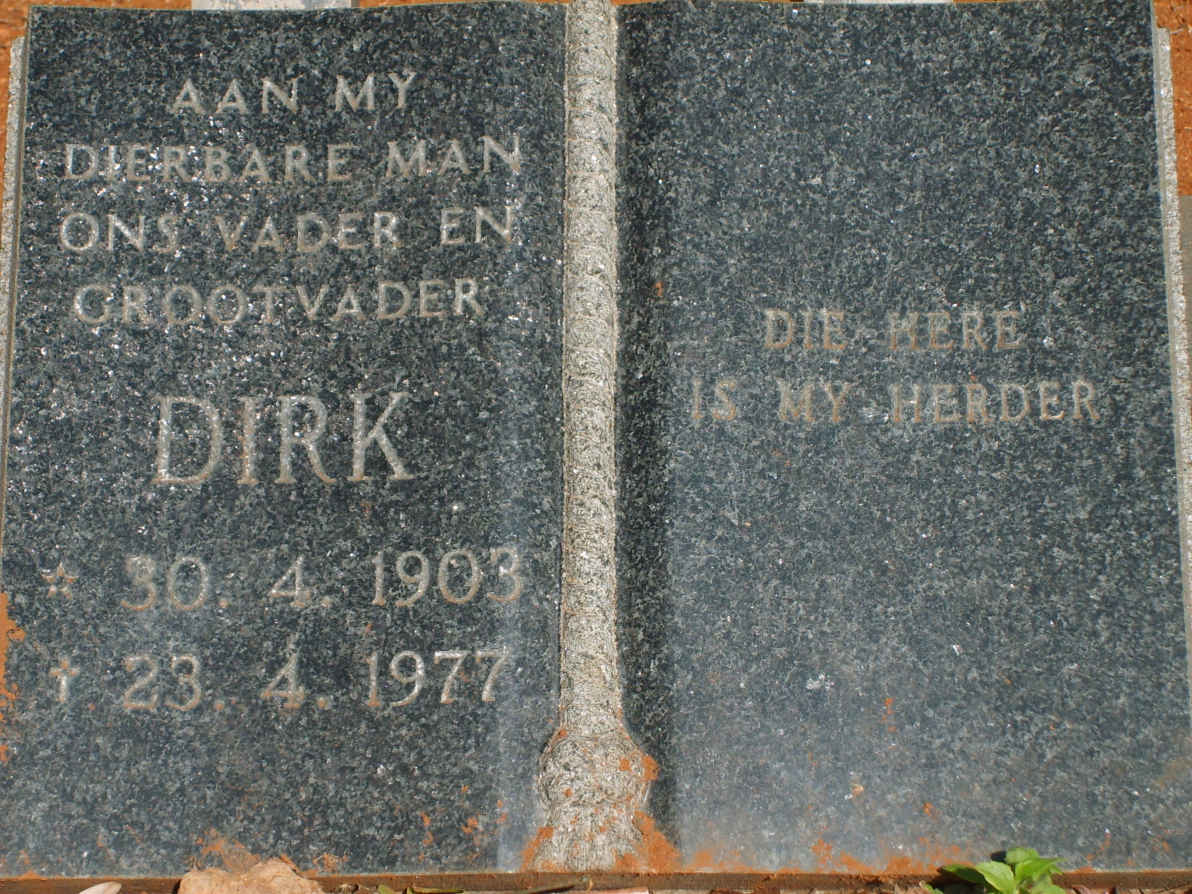 AAN MY
DIERBARE MAN
ONS VADER EN
GROOTVADER
DIRK
☆ 30. 4. 1903
† 23. 4. 1977
DIE HERE
IS MY HERDER